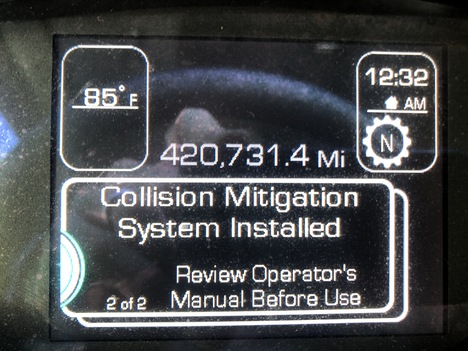 85°F
12:32
AM
N
420,731.4 Mi
Collision Mitigation
System Installed
Review Operator's
2 of 2 Manual Before Use